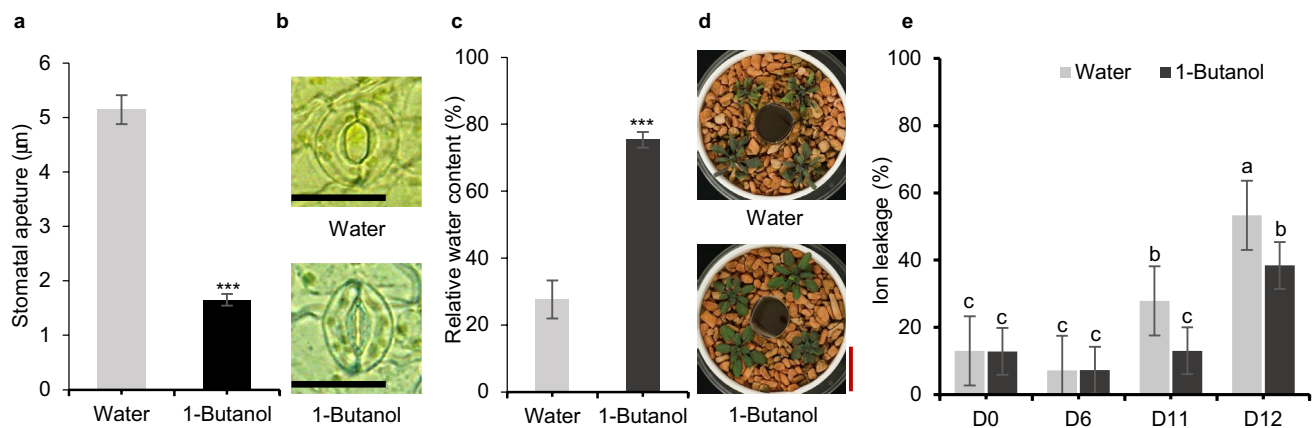 a
b
c
d
e
Stomatal apeture (µm)
6
5
4
3
2
1
0
***
Water
1-Butanol
Water
1-Butanol
Relative water content (%)
100
80
60
40
20
0
***
Water
1-Butanol
Water
1-Butanol
Ion leakage (%)
100
80
60
40
20
0
Water
1-Butanol
c
c
c
c
b
c
a
b
D0
D6
D11
D12